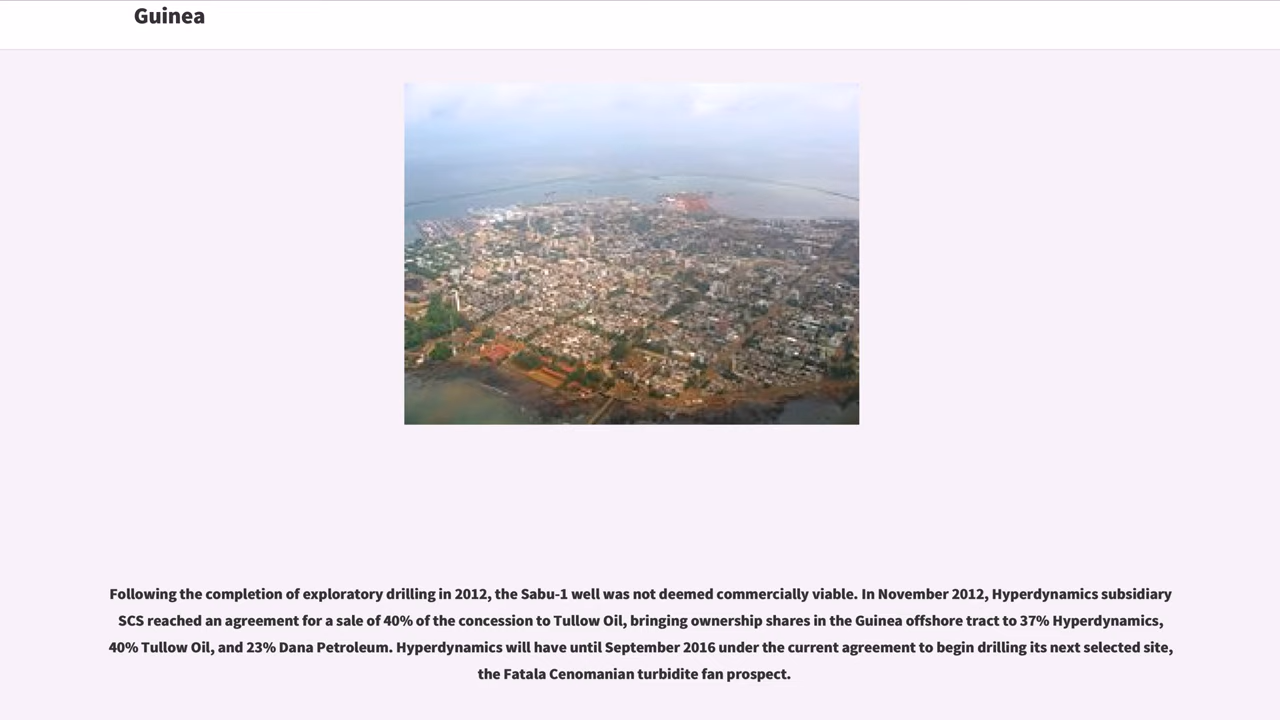 Guinea
Following the completion of exploratory drilling in 2012, the Sabu-1 well was not deemed commercially viable. In November 2012, Hyperdynamics subsidiary
SCS reached an agreement for a sale of 40% of the concession to Tullow Oil, bringing ownership shares in the Guinea offshore tract to 37% Hyperdynamics,
40% Tullow Oil, and 23% Dana Petroleum. Hyperdynamics will have until September 2016 under the current agreement to begin drilling its next selected site,
the Fatala Cenomanian turbidite fan prospect.